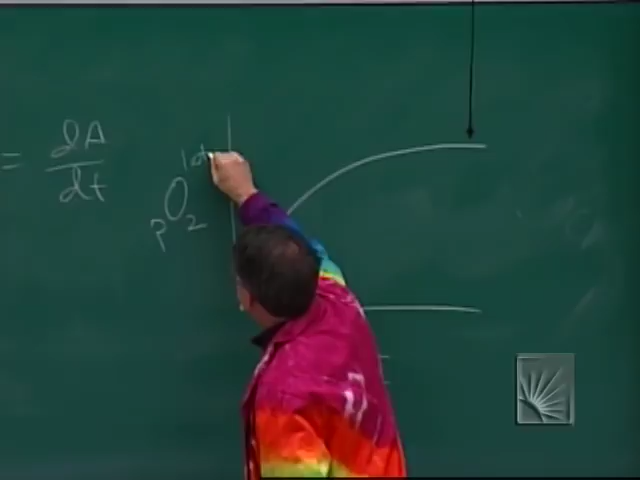 = dA/dt
pO₂